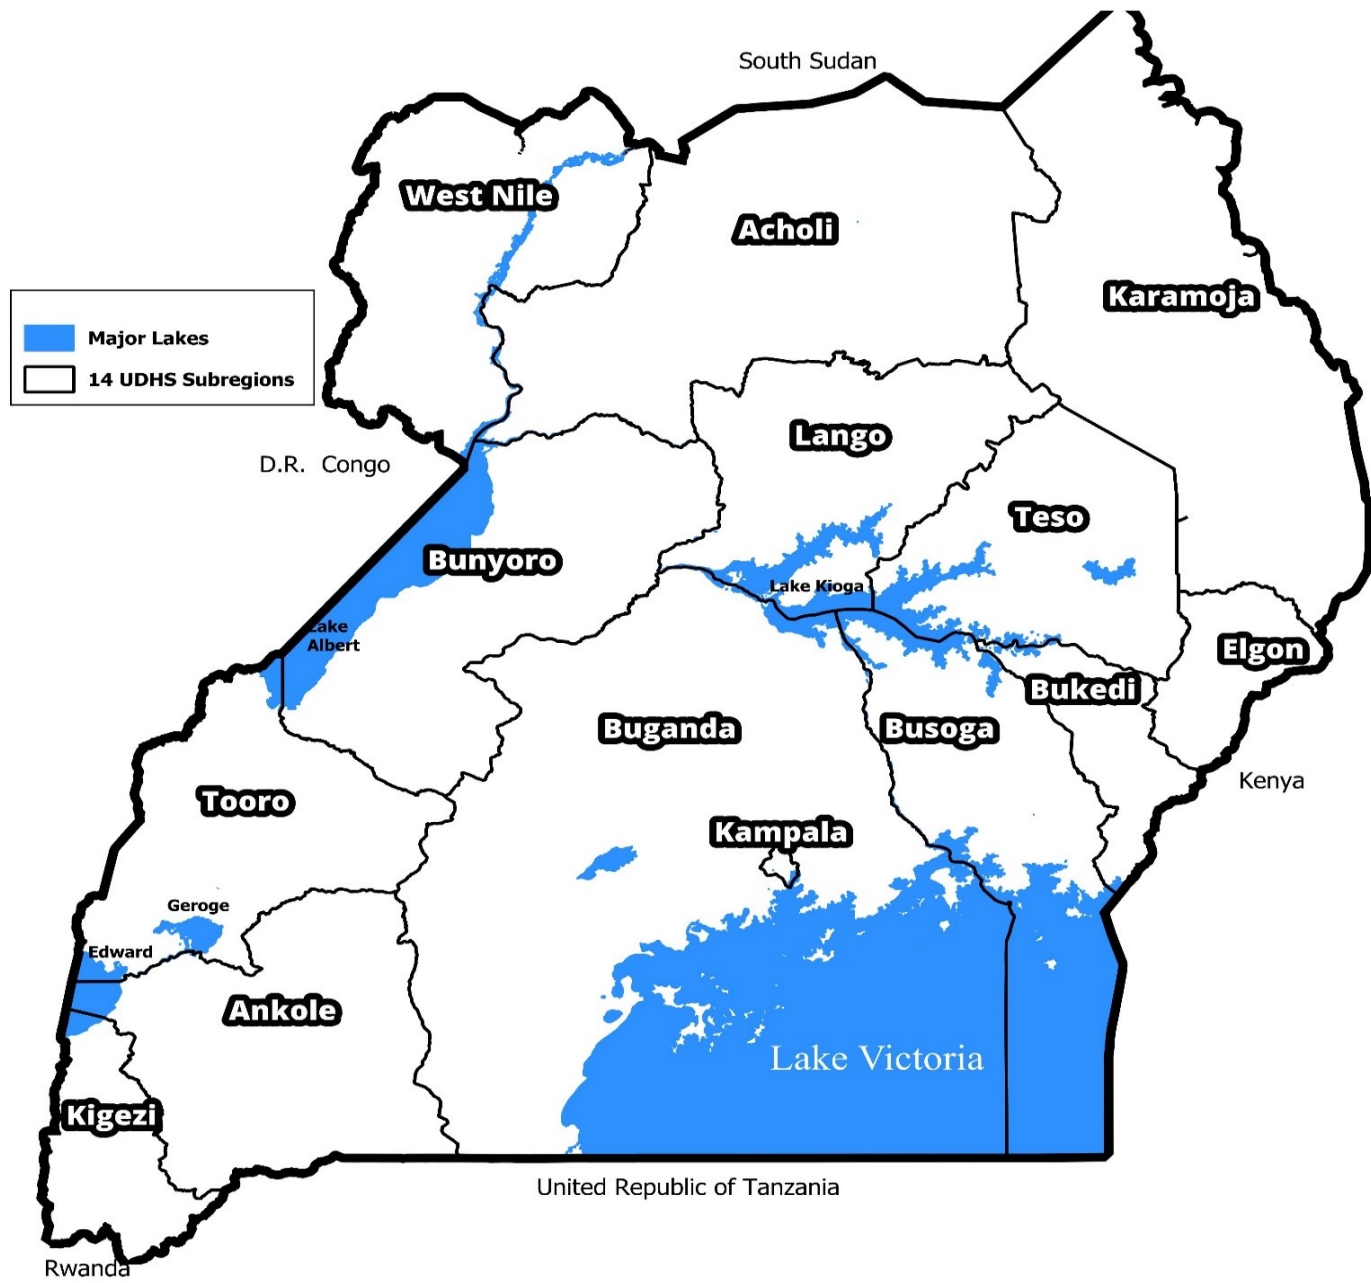 South Sudan
West Nile
Acholi
Karamoja
Major Lakes
14 UDHS Subregions
Lango
D.R. Congo
Teso
Bunyoro
Lake Kioga
Lake
Albert
Elgon
Bukedi
Buganda
Busoga
Kenya
Tooro
Kampala
Geroge
Edward
Ankole
Lake Victoria
Kigezi
United Republic of Tanzania
Rwanda